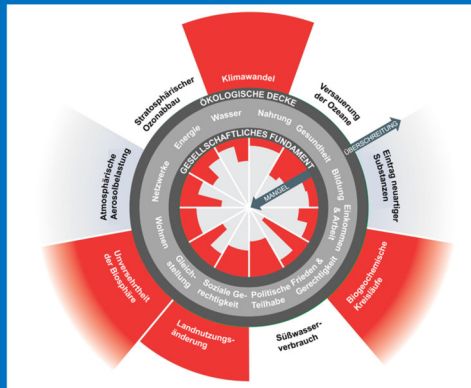 Klimawandel
Stratosphärischer
Ozonabbau
Versauerung
der Ozeane
ÖKOLOGISCHE DECKE
ÜBERSCHREITUNG
Eintrag neuartiger
Substanzen
Atmosphärische
Aerosolbelastung
Biogeochemische
Kreisläufe
Unversehrtheit
der Biosphäre
Landnutzungs-
änderung
Süßwasser-
verbrauch
Wasser
Nahrung
Gesundheit
Bildung
Einkommen
& Arbeit
Frieden &
Gerechtigkeit
Politische
Teilhabe
Soziale Ge-
rechtigkeit
Gleich-
stellung
Wohnen
Netzwerke
Energie
GESELLSCHAFTLICHES FUNDAMENT
MANGEL